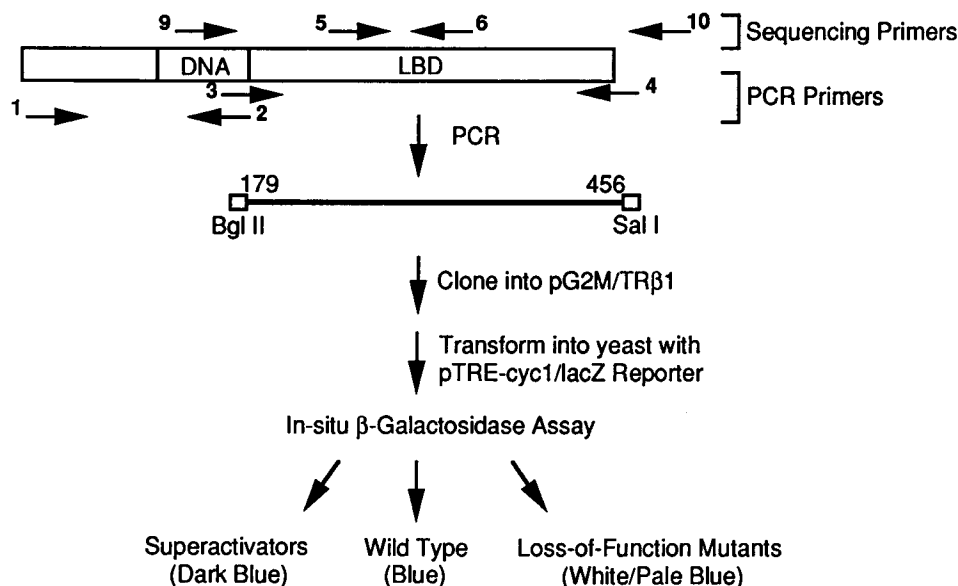 9 5 6 10 Sequencing Primers
DNA LBD
3 4 PCR Primers
1 2
PCR
179 456
Bgl II Sal I
Clone into pG2M/TRβ1
Transform into yeast with
pTRE-cyc1/lacZ Reporter
In-situ β-Galactosidase Assay
Superactivators Wild Type Loss-of-Function Mutants
(Dark Blue) (Blue) (White/Pale Blue)